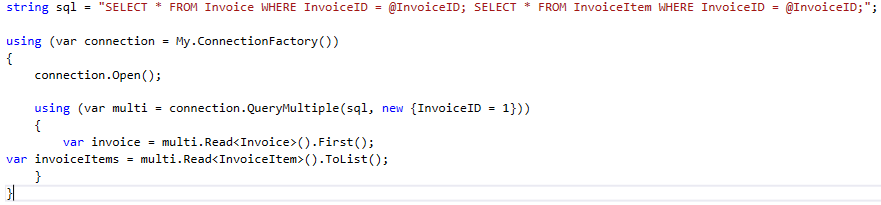 string sql = "SELECT * FROM Invoice WHERE InvoiceID = @InvoiceID; SELECT * FROM InvoiceItem WHERE InvoiceID = @InvoiceID;";
using (var connection = My.ConnectionFactory())
{
    connection.Open();
    using (var multi = connection.QueryMultiple(sql, new {InvoiceID = 1}))
    {
        var invoice = multi.Read<Invoice>().First();
var invoiceItems = multi.Read<InvoiceItem>().ToList();
    }
}